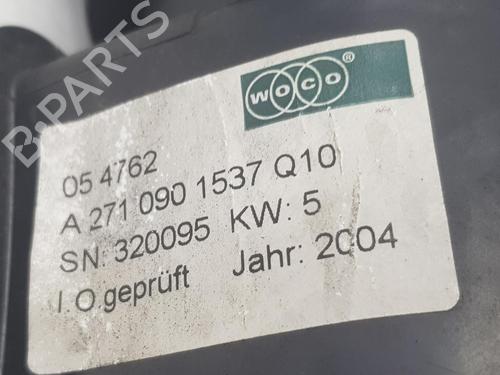 B-PARTS
woco®
05 4762
A 271 090 1537 Q10
SN: 320095 KW: 5
I.O.geprüft Jahr: 2004